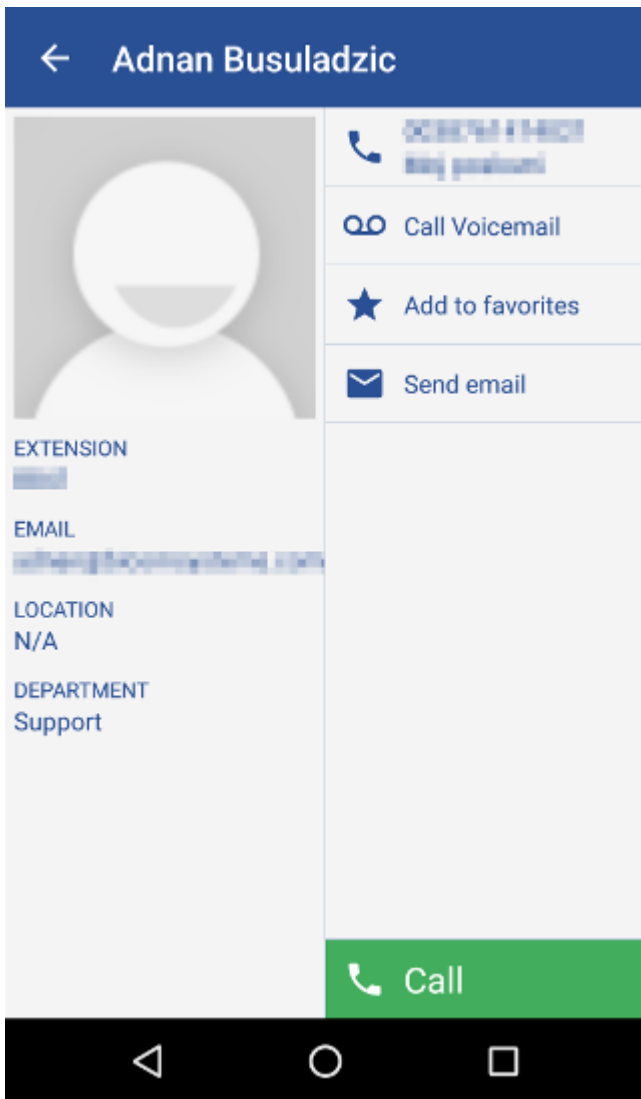 Adnan Busuladzic
Call Voicemail
Add to favorites
Send email
EXTENSION
EMAIL
LOCATION
N/A
DEPARTMENT
Support
Call